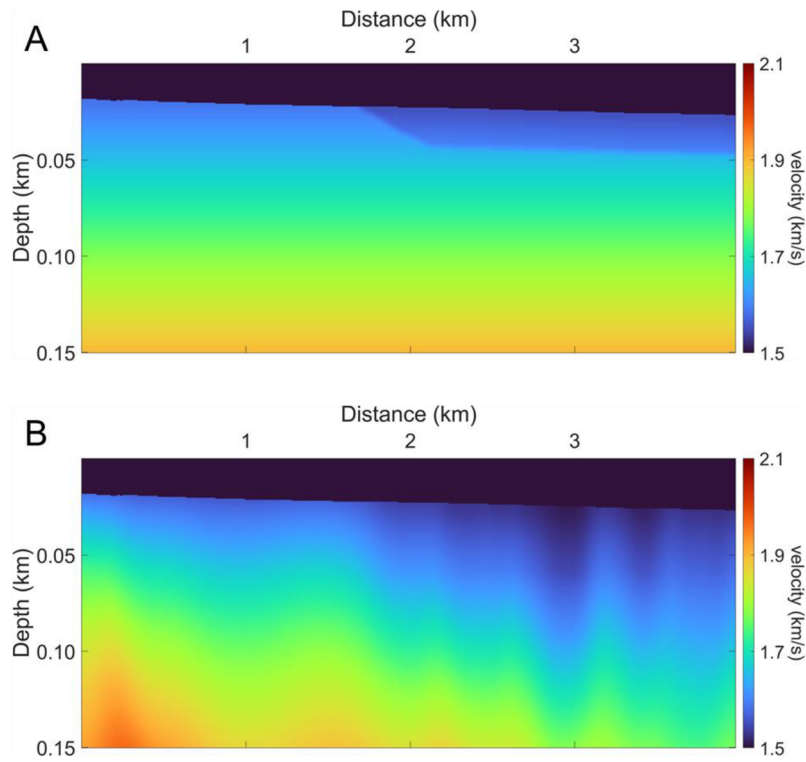 A
Distance (km)
1 2 3
Depth (km)
0.05
0.10
0.15
velocity (km/s)
2.1
1.9
1.7
1.5
B
Distance (km)
1 2 3
Depth (km)
0.05
0.10
0.15
velocity (km/s)
2.1
1.9
1.7
1.5